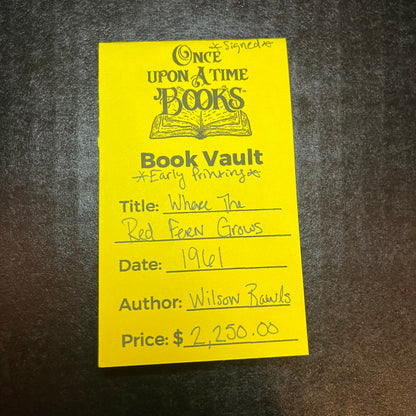 *Signed*
ONCE
UPON A TIME
BOOKS™
Book Vault
*Early Printing*
Title: Where The
Red Fern Grows
Date: 1961
Author: Wilson Rawls
Price: $2,250.00